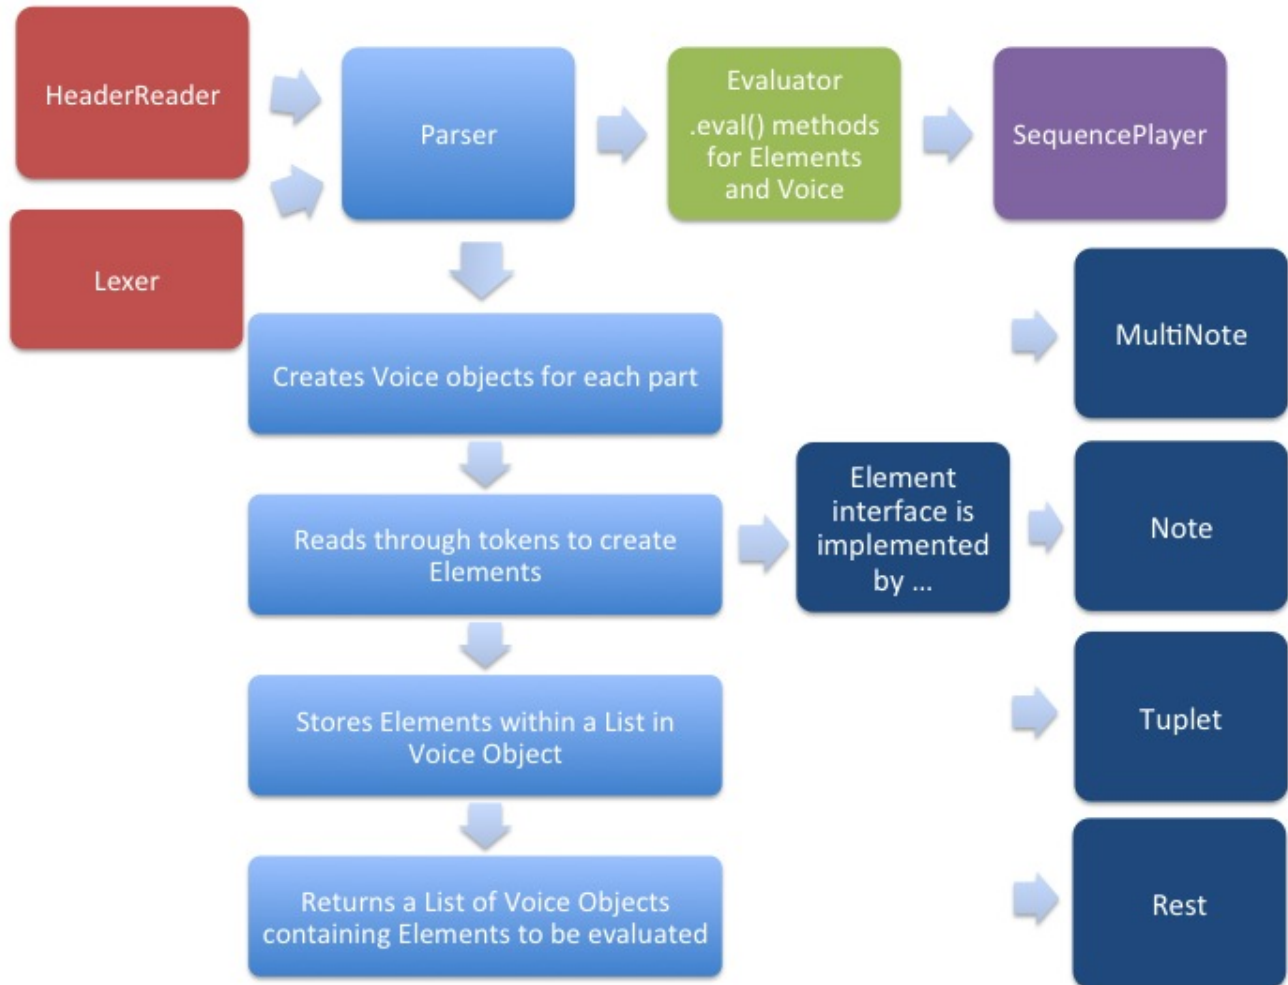 HeaderReader
Parser
Evaluator
.eval() methods
for Elements
and Voice
SequencePlayer
Lexer
Creates Voice objects for each part
Reads through tokens to create
Elements
Stores Elements within a List in
Voice Object
Returns a List of Voice Objects
containing Elements to be evaluated
Element
interface is
implemented
by ...
MultiNote
Note
Tuplet
Rest